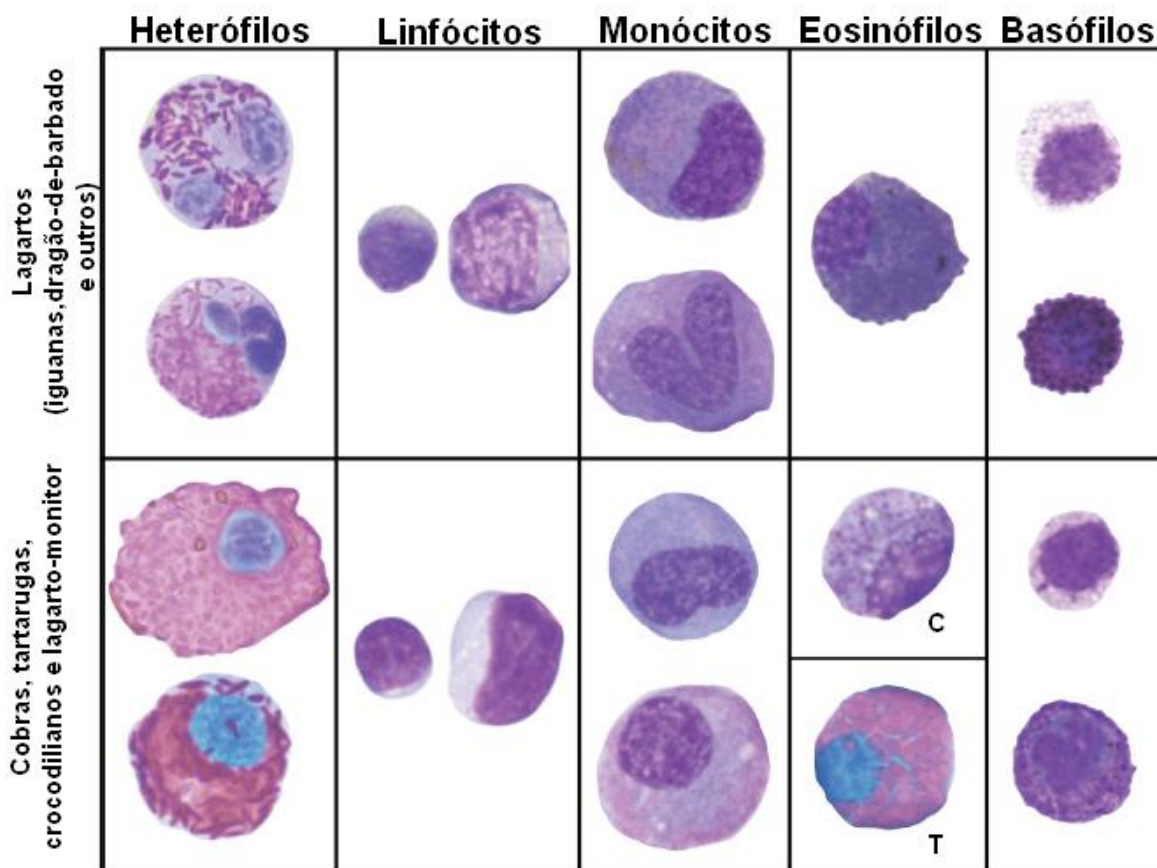 Heterófilos
Linfócitos
Monócitos
Eosinófilos
Basófilos
Lagartos
(iguanas,dragão-de-barbado
e outros)
Cobras, tartarugas,
crocodilianos e lagarto-monitor
C
T